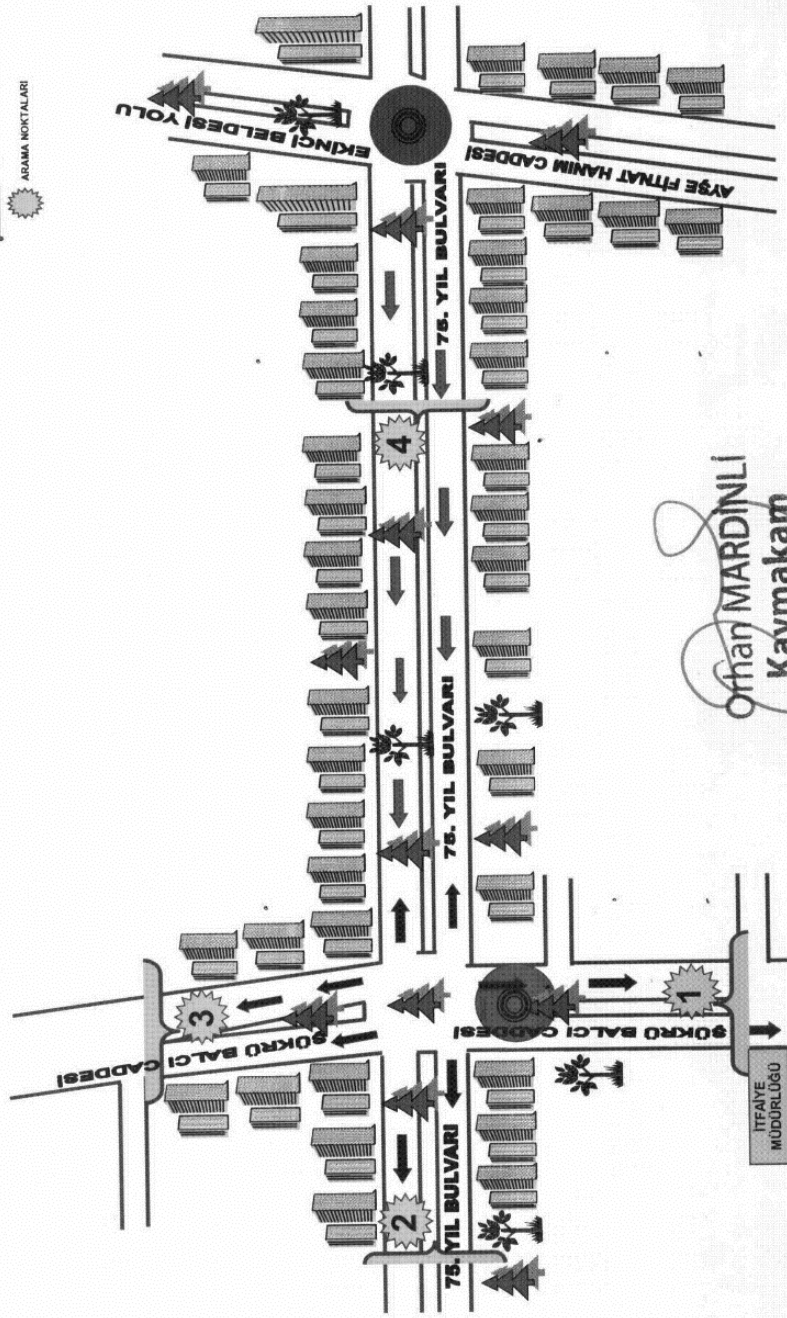 ARAMA NOKTALARI
EKİNCİ BELDESİ YOLU
AYŞE FİTNAT HANIM CADDESİ
75. YIL BULVARI
4
75. YIL BULVARI
3
ŞÜKRÜ BALCI CADDESİ
ŞÜKRÜ BALCI CADDESİ
1
2
75. YIL BULVARI
İTFAİYE
MÜDÜRLÜĞÜ
Orhan MARDİNLİ
Kaymakam